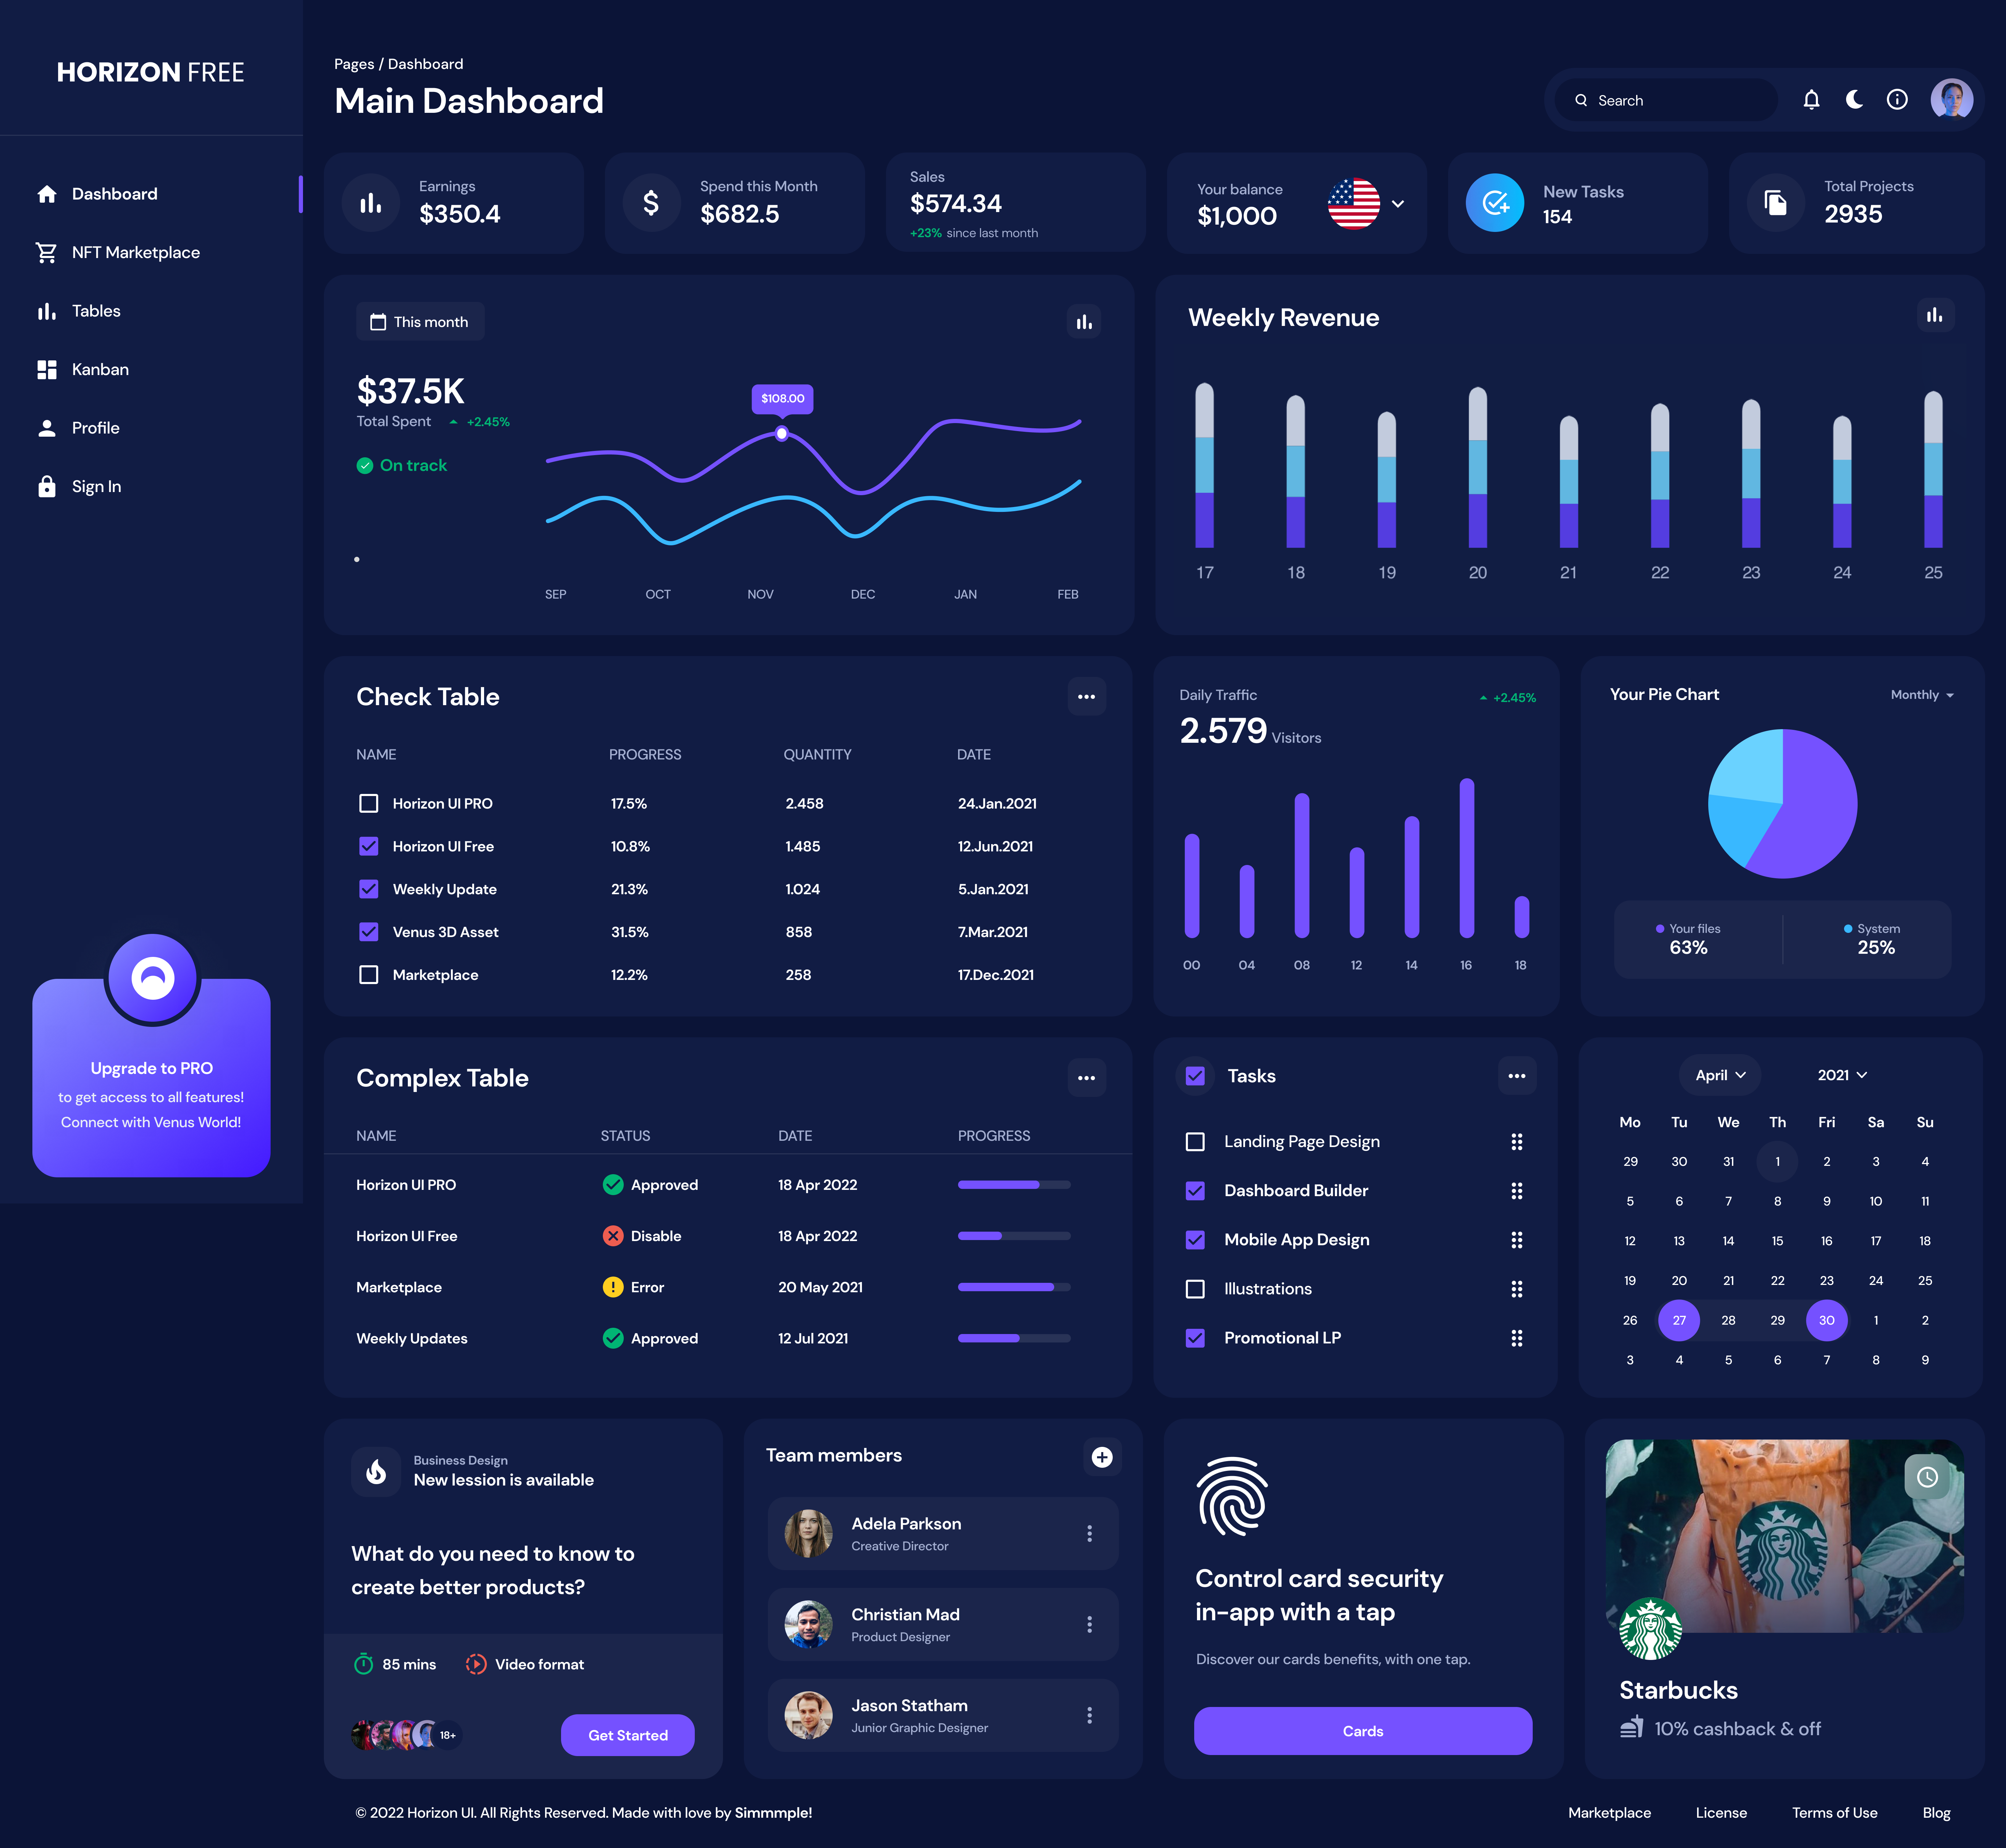 HORIZON FREE
Dashboard
NFT Marketplace
Tables
Kanban
Profile
Sign In
Upgrade to PRO
to get access to all features!
Connect with Venus World!
Pages / Dashboard
Main Dashboard
Search
Earnings
$350.4
Spend this Month
$682.5
Sales
$574.34
+23% since last month
Your balance
$1,000
New Tasks
154
Total Projects
2935
This month
$37.5K
Total Spent +2.45%
On track
$108.00
SEP OCT NOV DEC JAN FEB
Weekly Revenue
17 18 19 20 21 22 23 24 25
Check Table
NAME PROGRESS QUANTITY DATE
Horizon UI PRO 17.5% 2.458 24.Jan.2021
Horizon UI Free 10.8% 1.485 12.Jun.2021
Weekly Update 21.3% 1.024 5.Jan.2021
Venus 3D Asset 31.5% 858 7.Mar.2021
Marketplace 12.2% 258 17.Dec.2021
Daily Traffic
+2.45%
2.579 Visitors
00 04 08 12 14 16 18
Your Pie Chart
Monthly
Your files
63%
System
25%
Complex Table
NAME STATUS DATE PROGRESS
Horizon UI PRO Approved 18 Apr 2022
Horizon UI Free Disable 18 Apr 2022
Marketplace Error 20 May 2021
Weekly Updates Approved 12 Jul 2021
Tasks
Landing Page Design
Dashboard Builder
Mobile App Design
Illustrations
Promotional LP
April 2021
Mo Tu We Th Fri Sa Su
29 30 31 1 2 3 4
5 6 7 8 9 10 11
12 13 14 15 16 17 18
19 20 21 22 23 24 25
26 27 28 29 30 1 2
3 4 5 6 7 8 9
Business Design
New lession is available
What do you need to know to
create better products?
85 mins Video format
18+
Get Started
Team members
Adela Parkson
Creative Director
Christian Mad
Product Designer
Jason Statham
Junior Graphic Designer
Control card security
in-app with a tap
Discover our cards benefits, with one tap.
Cards
Starbucks
10% cashback & off
© 2022 Horizon UI. All Rights Reserved. Made with love by Simmmple!
Marketplace License Terms of Use Blog